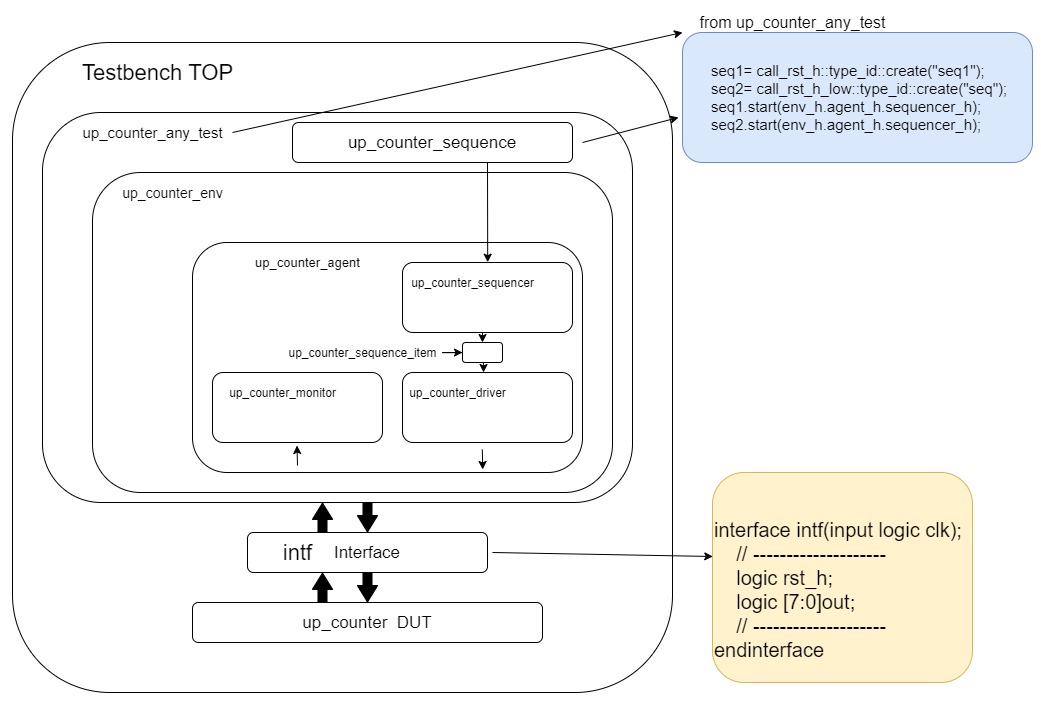 from up_counter_any_test
Testbench TOP
seq1= call_rst_h::type_id::create("seq1");
seq2= call_rst_h_low::type_id::create("seq");
seq1.start(env_h.agent_h.sequencer_h);
seq2.start(env_h.agent_h.sequencer_h);
up_counter_any_test
up_counter_sequence
up_counter_env
up_counter_agent
up_counter_sequencer
up_counter_sequence_item
up_counter_monitor
up_counter_driver
intf Interface
up_counter DUT
interface intf(input logic clk);
// --------------------
logic rst_h;
logic [7:0]out;
// --------------------
endinterface